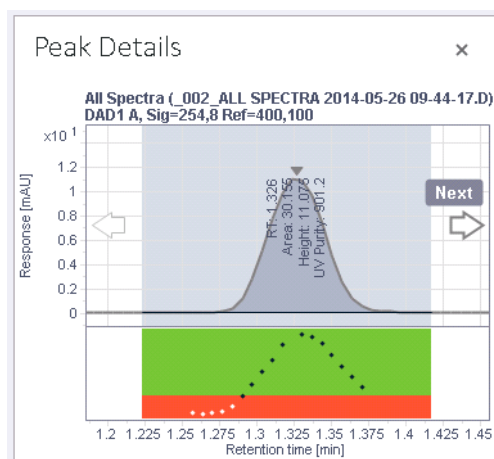 Peak Details
×
All Spectra (_002_ALL SPECTRA 2014-05-26 09-44-17.D)
DAD1 A, Sig=254,8 Ref=400,100
x10 1
Response [mAU]
1.2
1
0.8
0.6
0.4
0.2
0
RT: 1.326
Area: 30.155
Height: 11.075
UV Purity: 901.2
Next
1.2 1.225 1.25 1.275 1.3 1.325 1.35 1.375 1.4 1.425 1.45
Retention time [min]